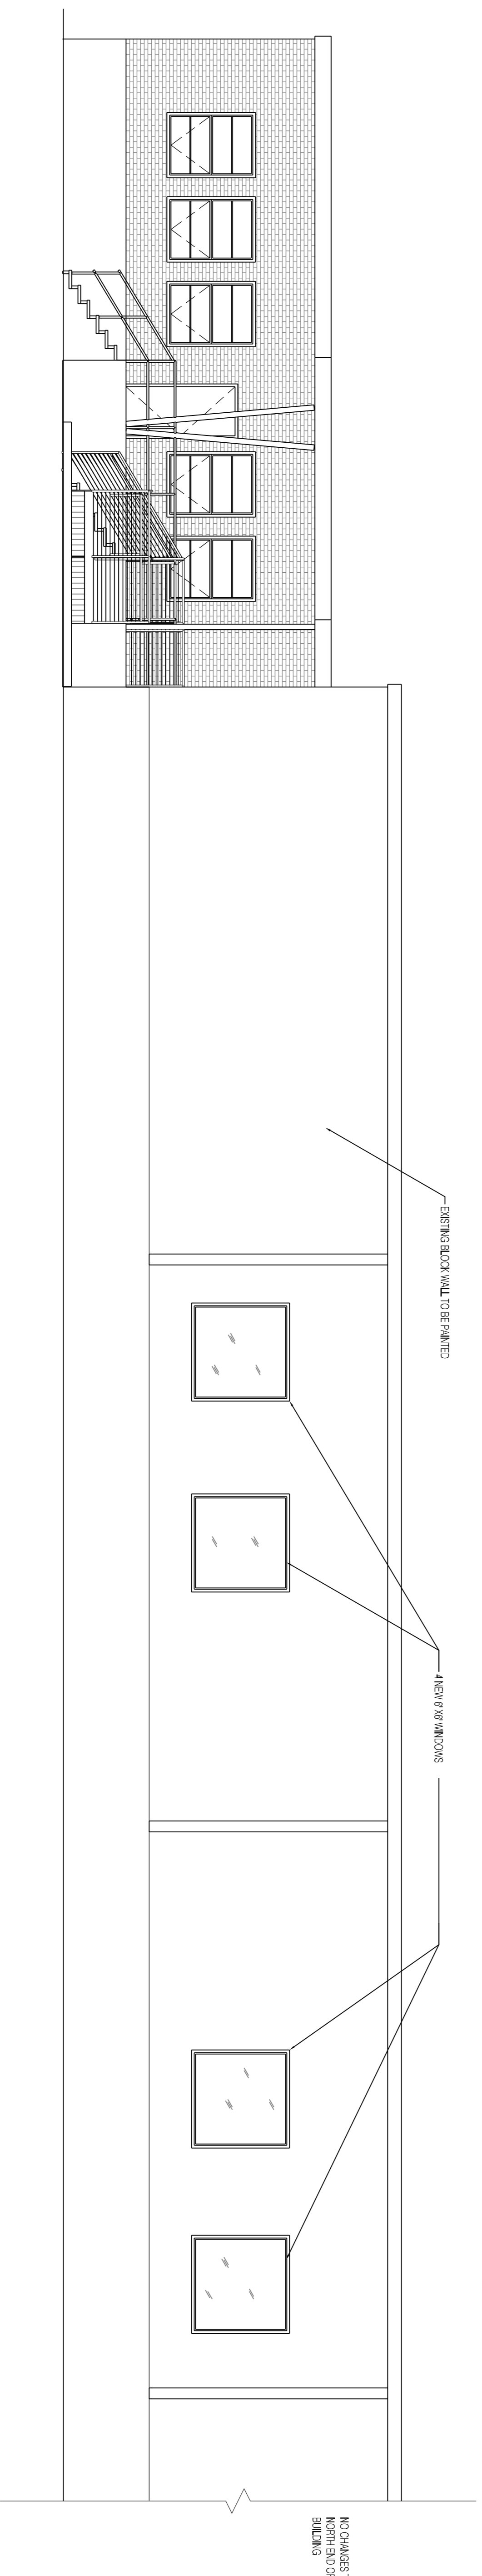 EXISTING BLOCK WALL TO BE PAINTED
4 NEW 6' X6' WINDOWS
NO CHANGES
NORTH END OF
BUILDING